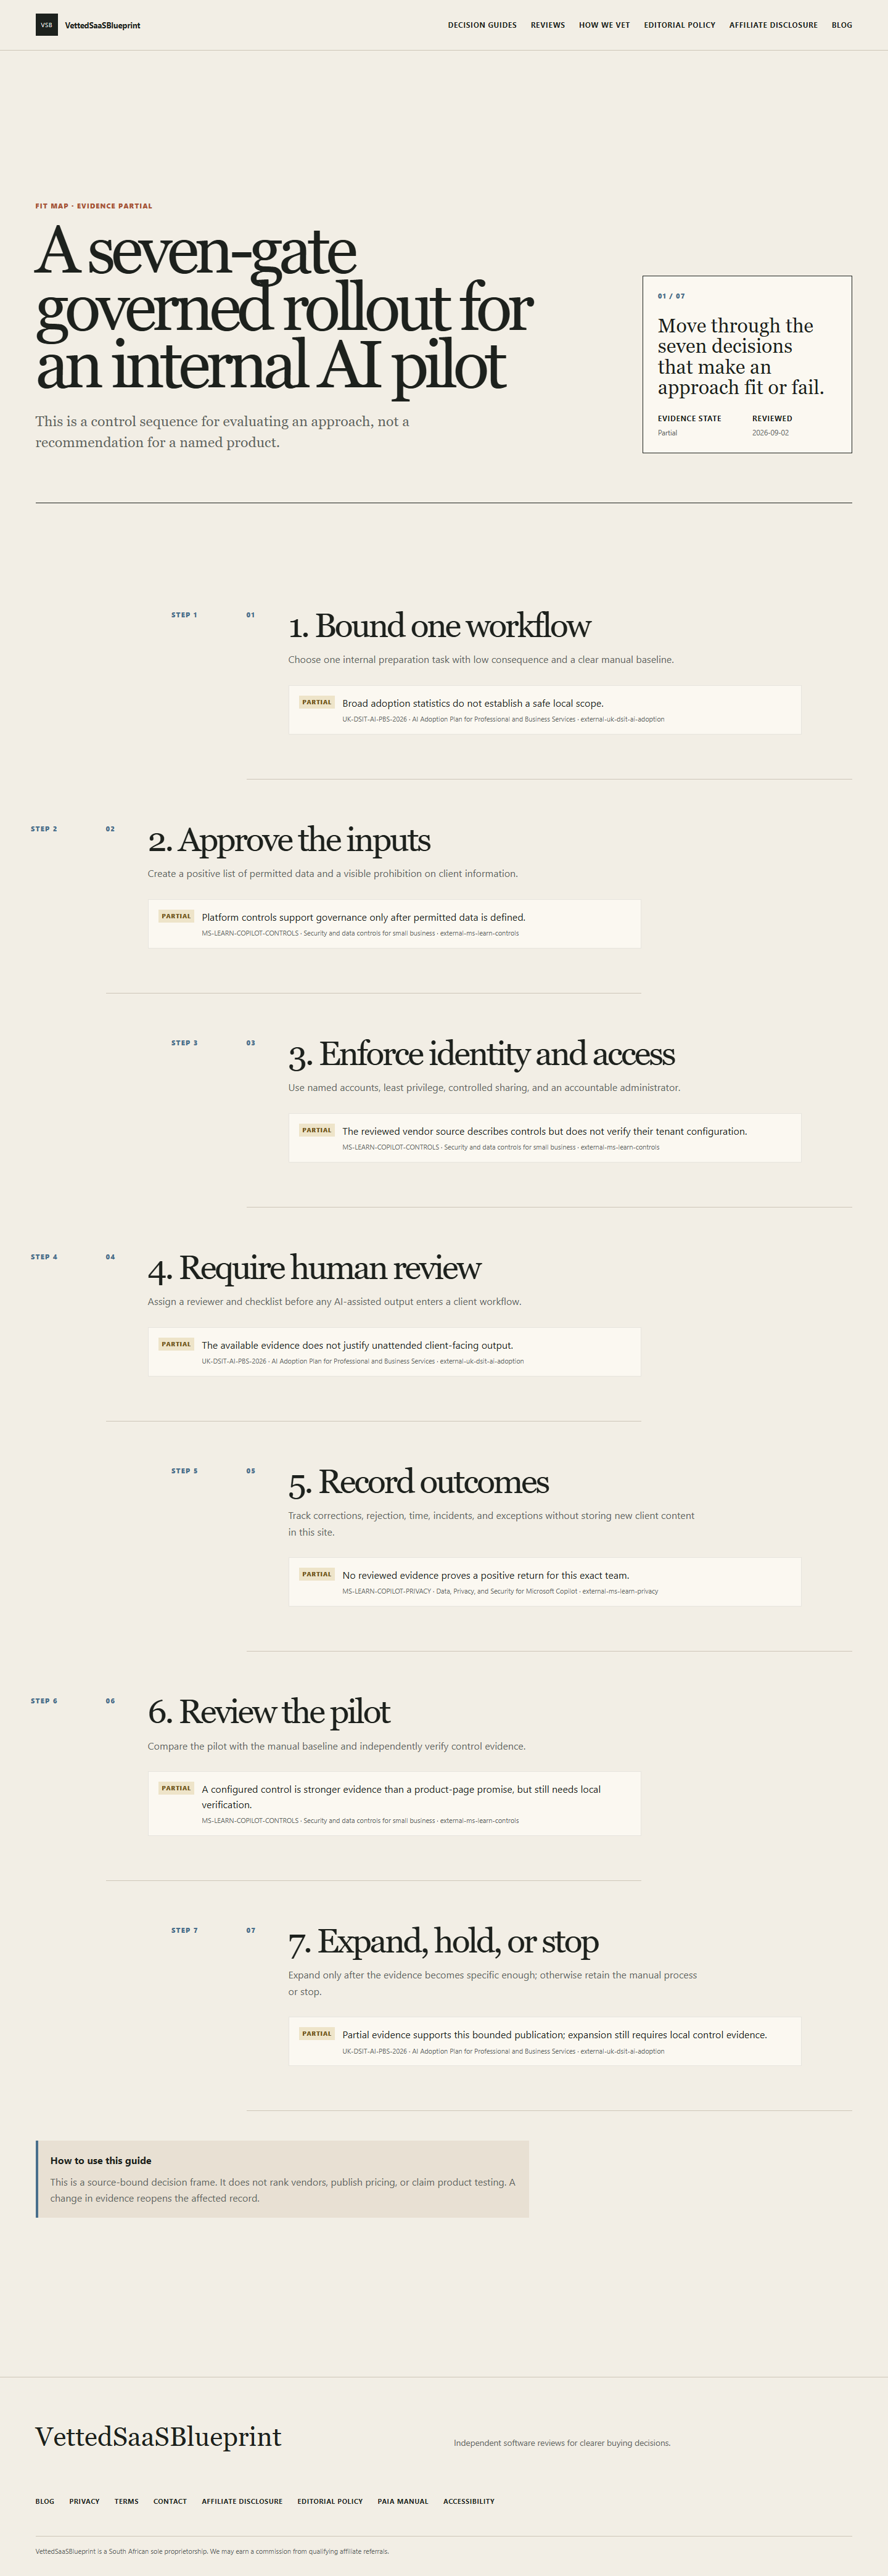 VSB
VettedSaaSBlueprint
DECISION GUIDES
REVIEWS
HOW WE VET
EDITORIAL POLICY
AFFILIATE DISCLOSURE
BLOG
FIT MAP · EVIDENCE PARTIAL
A seven-gate
governed rollout for
an internal AI pilot
This is a control sequence for evaluating an approach, not a
recommendation for a named product.
01 / 07
Move through the
seven decisions
that make an
approach fit or fail.
EVIDENCE STATE
Partial
REVIEWED
2026-09-02
STEP 1
01
1. Bound one workflow
Choose one internal preparation task with low consequence and a clear manual baseline.
PARTIAL
Broad adoption statistics do not establish a safe local scope.
UK-DSIT-AI-PBS-2026 · AI Adoption Plan for Professional and Business Services · external-uk-dsit-ai-adoption
STEP 2
02
2. Approve the inputs
Create a positive list of permitted data and a visible prohibition on client information.
PARTIAL
Platform controls support governance only after permitted data is defined.
MS-LEARN-COPILOT-CONTROLS · Security and data controls for small business · external-ms-learn-controls
STEP 3
03
3. Enforce identity and access
Use named accounts, least privilege, controlled sharing, and an accountable administrator.
PARTIAL
The reviewed vendor source describes controls but does not verify their tenant configuration.
MS-LEARN-COPILOT-CONTROLS · Security and data controls for small business · external-ms-learn-controls
STEP 4
04
4. Require human review
Assign a reviewer and checklist before any AI-assisted output enters a client workflow.
PARTIAL
The available evidence does not justify unattended client-facing output.
UK-DSIT-AI-PBS-2026 · AI Adoption Plan for Professional and Business Services · external-uk-dsit-ai-adoption
STEP 5
05
5. Record outcomes
Track corrections, rejection, time, incidents, and exceptions without storing new client content
in this site.
PARTIAL
No reviewed evidence proves a positive return for this exact team.
MS-LEARN-COPILOT-PRIVACY · Data, Privacy, and Security for Microsoft Copilot · external-ms-learn-privacy
STEP 6
06
6. Review the pilot
Compare the pilot with the manual baseline and independently verify control evidence.
PARTIAL
A configured control is stronger evidence than a product-page promise, but still needs local
verification.
MS-LEARN-COPILOT-CONTROLS · Security and data controls for small business · external-ms-learn-controls
STEP 7
07
7. Expand, hold, or stop
Expand only after the evidence becomes specific enough; otherwise retain the manual process
or stop.
PARTIAL
Partial evidence supports this bounded publication; expansion still requires local control evidence.
UK-DSIT-AI-PBS-2026 · AI Adoption Plan for Professional and Business Services · external-uk-dsit-ai-adoption
How to use this guide
This is a source-bound decision frame. It does not rank vendors, publish pricing, or claim product testing. A
change in evidence reopens the affected record.
VettedSaaSBlueprint
Independent software reviews for clearer buying decisions.
BLOG
PRIVACY
TERMS
CONTACT
AFFILIATE DISCLOSURE
EDITORIAL POLICY
PAIA MANUAL
ACCESSIBILITY
VettedSaaSBlueprint is a South African sole proprietorship. We may earn a commission from qualifying affiliate referrals.